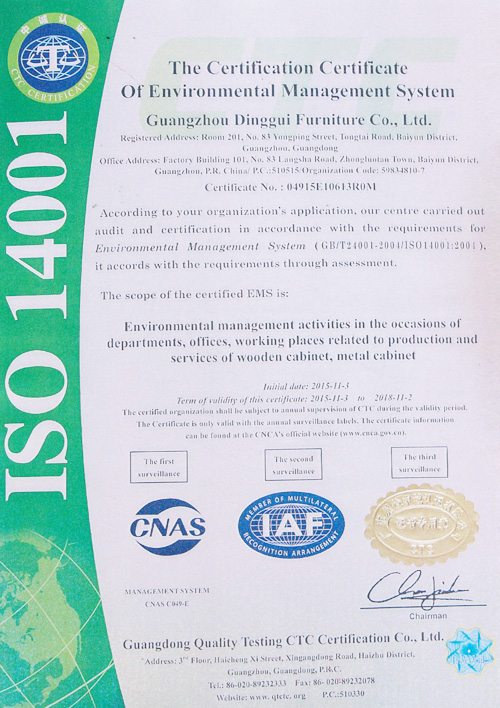 中诚认证
CTC CERTIFICATION
ISO 14001
CTC
The Certification Certificate
Of Environmental Management System
Guangzhou Dinggui Furniture Co., Ltd.
Registered Address: Room 201, No. 83 Yongping Street, Tongtai Road, Baiyun District,
Guangzhou, Guangdong
Office Address: Factory Building 101, No. 83 Langsha Road, Zhongluotan Town, Baiyun District,
Guangzhou, P.R. China/ P.C.:510515/Organization Code: 59834810-7
Certificate No. : 04915E10613R0M
According to your organization's application, our centre carried out
audit and certification in accordance with the requirements for
Environmental Management System ( GB/T24001-2004/ISO14001:2004 ),
it accords with the requirements through assessment.
The scope of the certified EMS is:
Environmental management activities in the occasions of
departments, offices, working places related to production and
services of wooden cabinet, metal cabinet
Initial date: 2015-11-3
Term of validity of this certificate: 2015-11-3 to 2018-11-2
The certified organization shall be subject to annual supervision of CTC during the validity period.
The Certificate is only valid with the annual surveillance labels. The certificate information
can be found at the CNCA's official website (www.cnca.gov.cn).
The first
surveillance
The second
surveillance
The third
surveillance
CNAS
MEMBER OF MULTILATERAL
IAF
RECOGNITION ARRANGEMENT
MANAGEMENT SYSTEM
CNAS C049-E
Chairman
Guangdong Quality Testing CTC Certification Co., Ltd.
Address: 3rd Floor, Haicheng Xi Street, Xingangdong Road, Haizhu District,
Guangzhou, Guangdong, P.R.C.
Tel.: 86-020-89232333 Fax: 86-020-89232078
Website: www. qtctc. org P.C.:510330